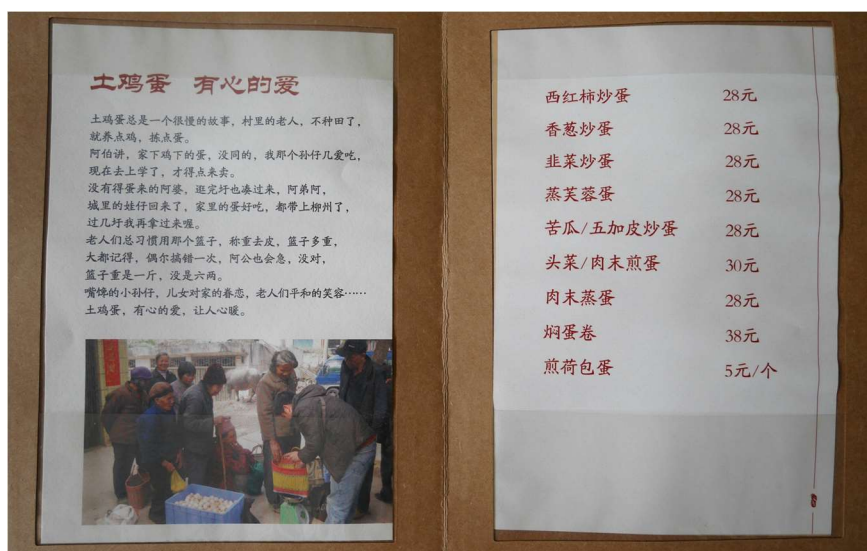 土鸡蛋 有心的爱
土鸡蛋总是一个很慢的故事，村里的老人，不种田了，
就养点鸡，拣点蛋。
阿伯讲，家下鸡下的蛋，没同的，我那个孙仔几爱吃，
现在去上学了，才得点来卖。
没有得蛋来的阿婆，逛完圩也凑过来，阿弟阿，
城里的娃仔回来了，家里的蛋好吃，都带上柳州了，
过几圩我再拿过来喔。
老人们总习惯用那个篮子，称重去皮，篮子多重，
大都记得，偶尔搞错一次，阿公也会急，没对，
篮子重是一斤，没是六两。
嘴馋的小孙仔，儿女对家的眷恋，老人们平和的笑容……
土鸡蛋，有心的爱，让人心暖。
西红柿炒蛋 28元
香葱炒蛋 28元
韭菜炒蛋 28元
蒸芙蓉蛋 28元
苦瓜/五加皮炒蛋 28元
头菜/肉末煎蛋 30元
肉末蒸蛋 28元
焖蛋卷 38元
煎荷包蛋 5元/个